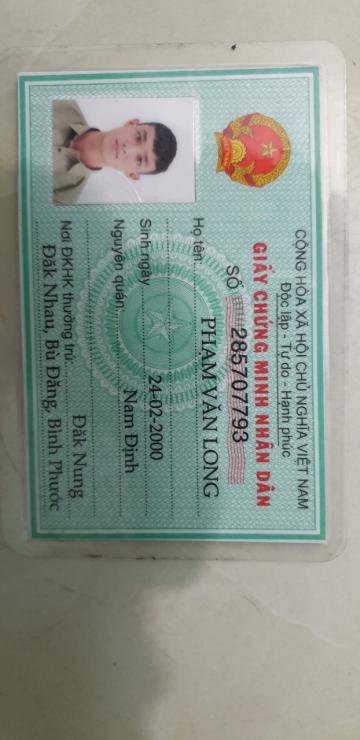 CỘNG HÒA XÃ HỘI CHỦ NGHĨA VIỆT NAM
Độc lập - Tự do - Hạnh phúc
GIẤY CHỨNG MINH NHÂN DÂN
SỐ 285707793
Họ tên: PHẠM VĂN LONG
Sinh ngày 24-02-2000
Nguyên quán: Nam Định
Nơi ĐKHK thường trú: Đăk Nung
Đăk Nhau, Bù Đăng, Bình Phước